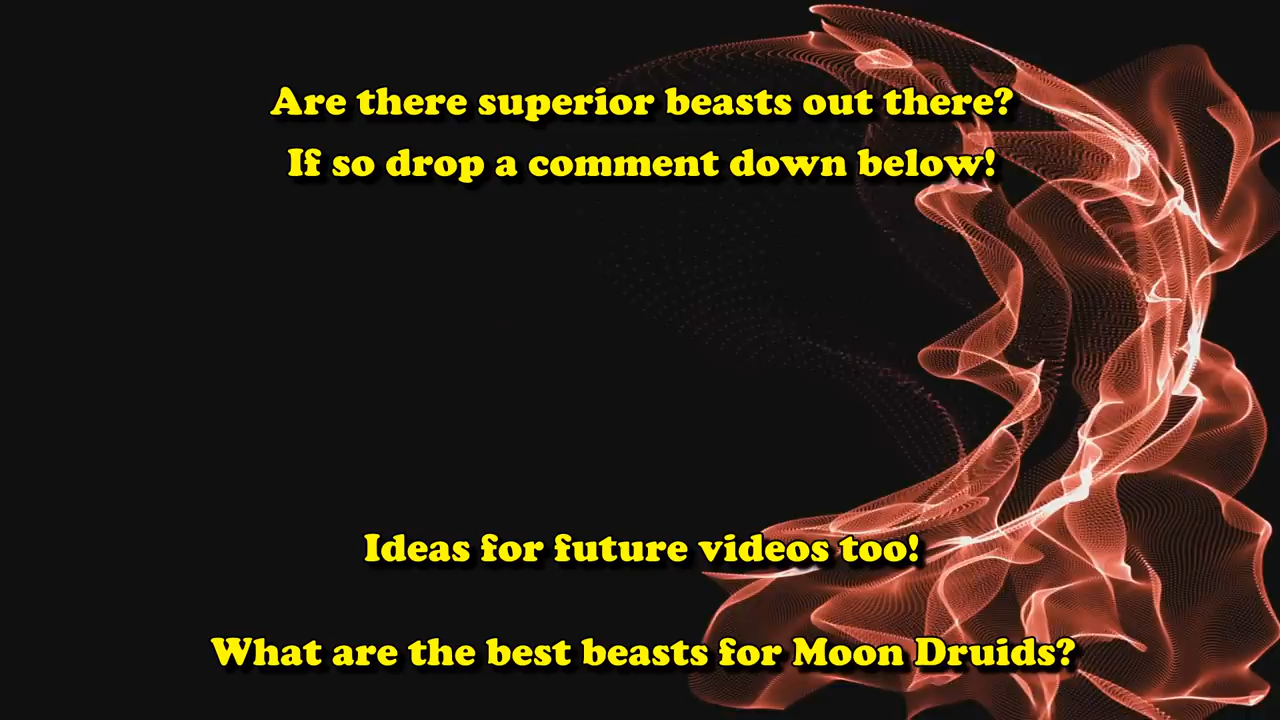 Are there superior beasts out there?
If so drop a comment down below!
Ideas for future videos too!
What are the best beasts for Moon Druids?